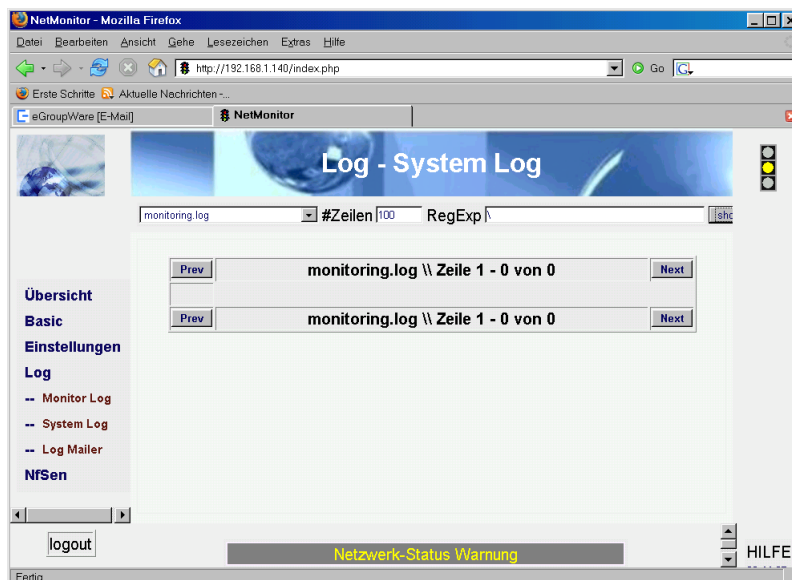 NetMonitor - Mozilla Firefox
Datei Bearbeiten Ansicht Gehe Lesezeichen Extras Hilfe
http://192.168.1.140/index.php Go
Erste Schritte Aktuelle Nachrichten -...
eGroupWare [E-Mail] NetMonitor
Log - System Log
monitoring.log #Zeilen 100 RegExp \
Prev monitoring.log \\ Zeile 1 - 0 von 0 Next
Prev monitoring.log \\ Zeile 1 - 0 von 0 Next
Übersicht
Basic
Einstellungen
Log
-- Monitor Log
-- System Log
-- Log Mailer
NfSen
logout
Netzwerk-Status Warnung
HILFE
Fertig